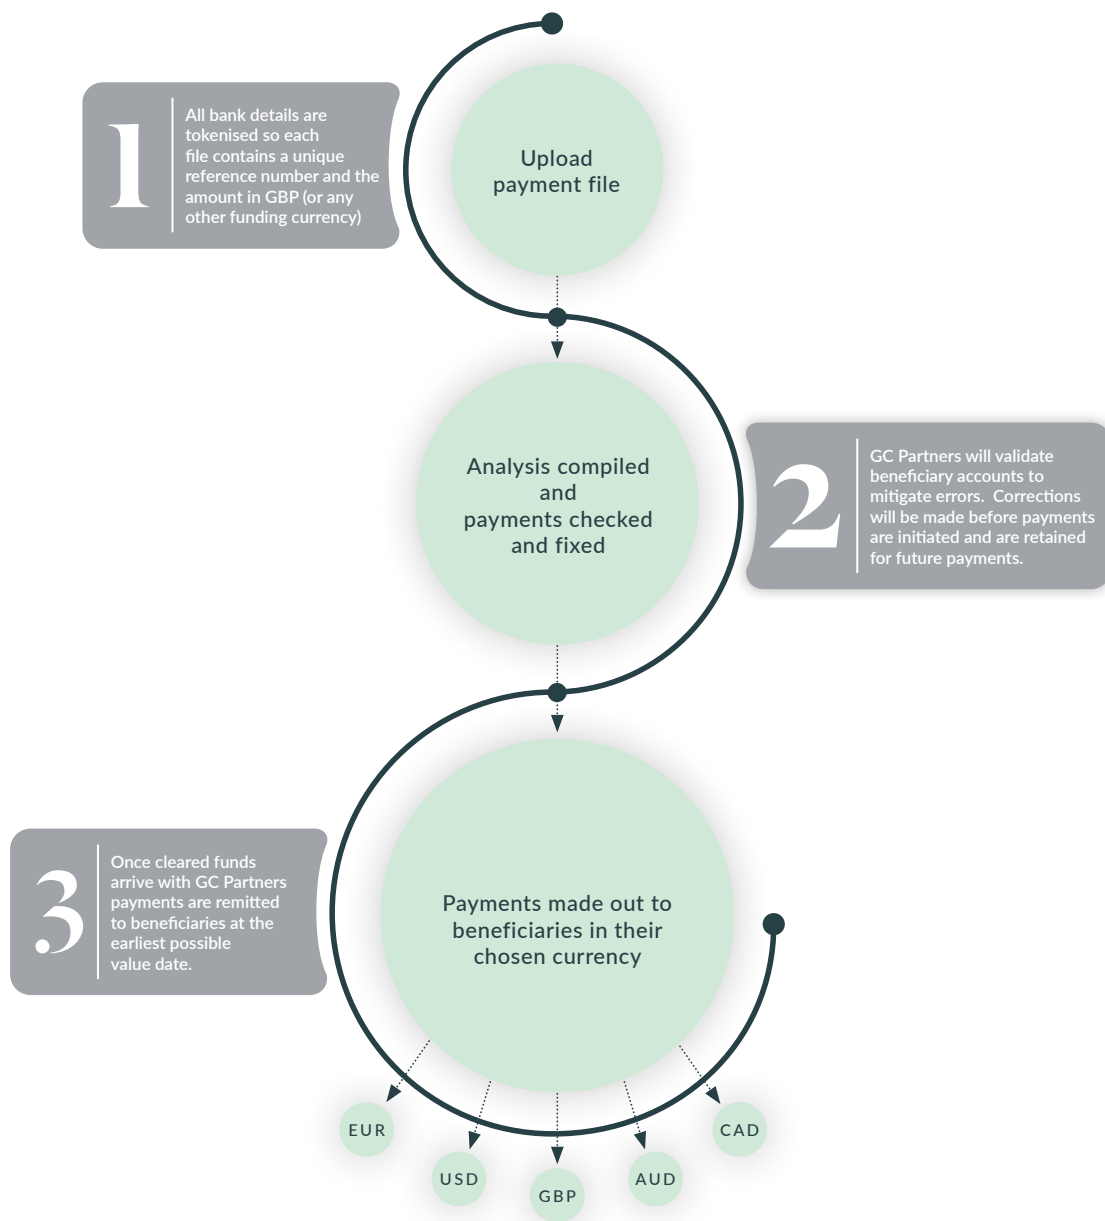 1
All bank details are
tokenised so each
file contains a unique
reference number and the
amount in GBP (or any
other funding currency)
Upload
payment file
Analysis compiled
and
payments checked
and fixed
2
GC Partners will validate
beneficiary accounts to
mitigate errors.  Corrections
will be made before payments
are initiated and are retained
for future payments.
3
Once cleared funds
arrive with GC Partners
payments are remitted
to beneficiaries at the
earliest possible
value date.
Payments made out to
beneficiaries in their
chosen currency
EUR
USD
GBP
AUD
CAD